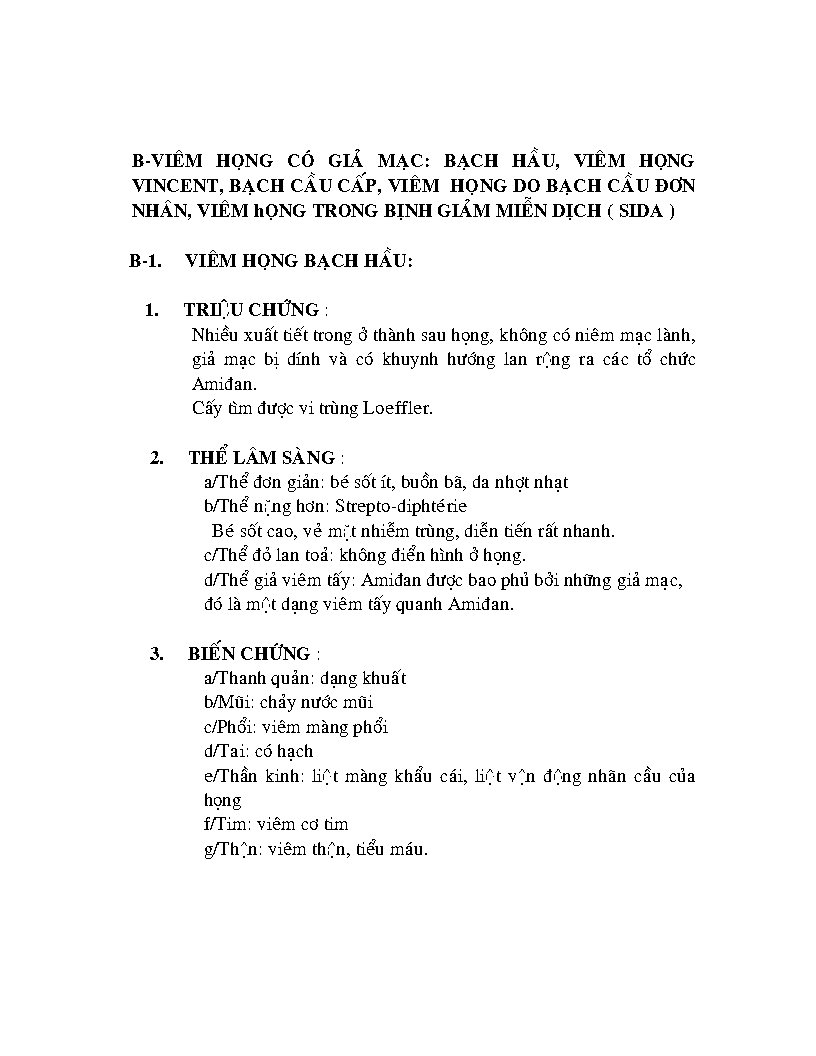 B-VIÊM HỌNG CÓ GIẢ MẠC: BẠCH HẦU, VIÊM HỌNG
VINCENT, BẠCH CẦU CẤP, VIÊM HỌNG DO BẠCH CẦU ĐƠN
NHÂN, VIÊM hỌNG TRONG BỊNH GIẢM MIỄN DỊCH ( SIDA )
B-1. VIÊM HỌNG BẠCH HẦU:
1. TRIỆU CHỨNG :
Nhiều xuất tiết trong ở thành sau họng, không có niêm mạc lành,
giả mạc bị dính và có khuynh hướng lan rộng ra các tổ chức
Amiđan.
Cấy tìm được vi trùng Loeffler.
2. THỂ LÂM SÀNG :
a/Thể đơn giản: bé sốt ít, buồn bã, da nhợt nhạt
b/Thể nặng hơn: Strepto-diphtérie
Bé sốt cao, vẻ mặt nhiễm trùng, diễn tiến rất nhanh.
c/Thể đỏ lan toả: không điển hình ở họng.
d/Thể giả viêm tấy: Amiđan được bao phủ bởi những giả mạc,
đó là một dạng viêm tấy quanh Amiđan.
3. BIẾN CHỨNG :
a/Thanh quản: dạng khuất
b/Mũi: chảy nước mũi
c/Phổi: viêm màng phổi
d/Tai: có hạch
e/Thần kinh: liệt màng khẩu cái, liệt vận động nhãn cầu của
họng
f/Tim: viêm cơ tim
g/Thận: viêm thận, tiểu máu.